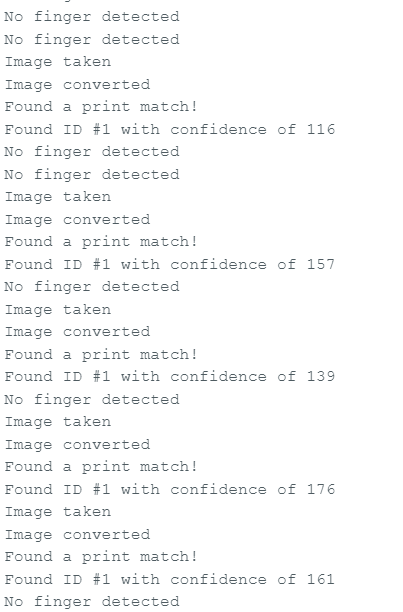 No finger detected
No finger detected
Image taken
Image converted
Found a print match!
Found ID #1 with confidence of 116
No finger detected
No finger detected
Image taken
Image converted
Found a print match!
Found ID #1 with confidence of 157
No finger detected
Image taken
Image converted
Found a print match!
Found ID #1 with confidence of 139
No finger detected
Image taken
Image converted
Found a print match!
Found ID #1 with confidence of 176
Image taken
Image converted
Found a print match!
Found ID #1 with confidence of 161
No finger detected